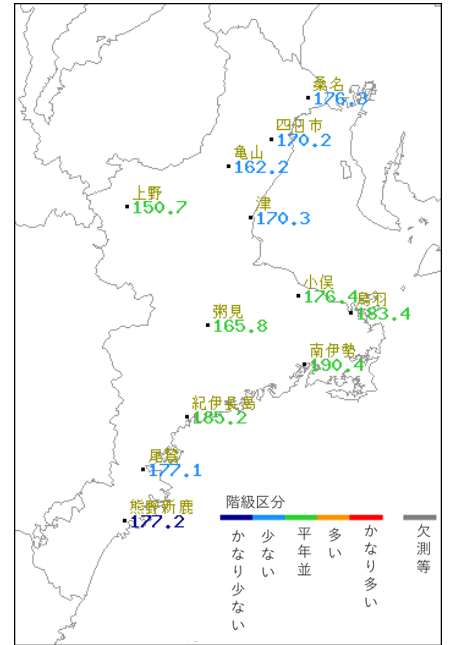 桑名
176.3
四日市
170.2
亀山
162.2
上野
150.7
津
170.3
小俣
176.4
鳥羽
183.4
粥見
165.8
南伊勢
190.4
紀伊長島
185.2
尾鷲
177.1
熊野新鹿
177.2
階級区分
かなり少ない
少ない
平年並
多い
かなり多い
欠測等